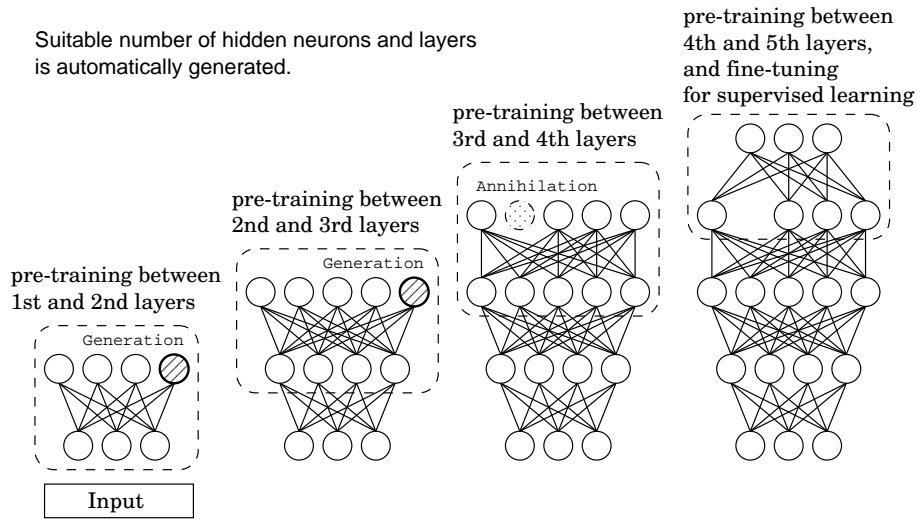 Suitable number of hidden neurons and layers
is automatically generated.
pre-training between
1st and 2nd layers
Generation
Input
pre-training between
2nd and 3rd layers
Generation
pre-training between
3rd and 4th layers
Annihilation
pre-training between
4th and 5th layers,
and fine-tuning
for supervised learning